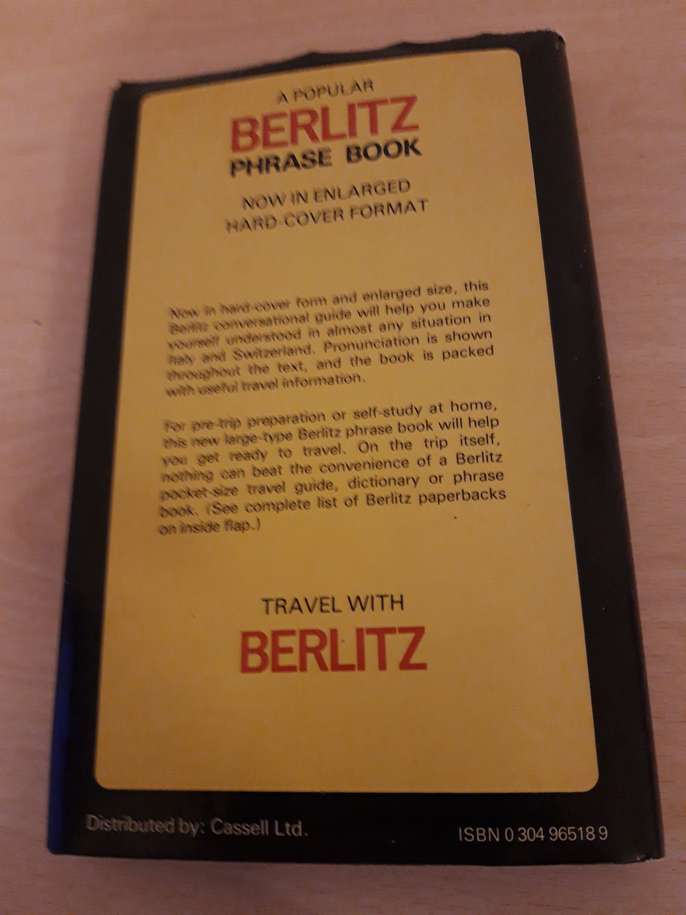 A POPULAR
BERLITZ
PHRASE BOOK
NOW IN ENLARGED
HARD-COVER FORMAT
Now in hard-cover form and enlarged size, this
Berlitz conversational guide will help you make
yourself understood in almost any situation in
Italy and Switzerland. Pronunciation is shown
throughout the text, and the book is packed
with useful travel information.
For pre-trip preparation or self-study at home,
this new large-type Berlitz phrase book will help
you get ready to travel. On the trip itself,
nothing can beat the convenience of a Berlitz
pocket-size travel guide, dictionary or phrase
book. (See complete list of Berlitz paperbacks
on inside flap.)
TRAVEL WITH
BERLITZ
Distributed by: Cassell Ltd.
ISBN 0 304 96518 9